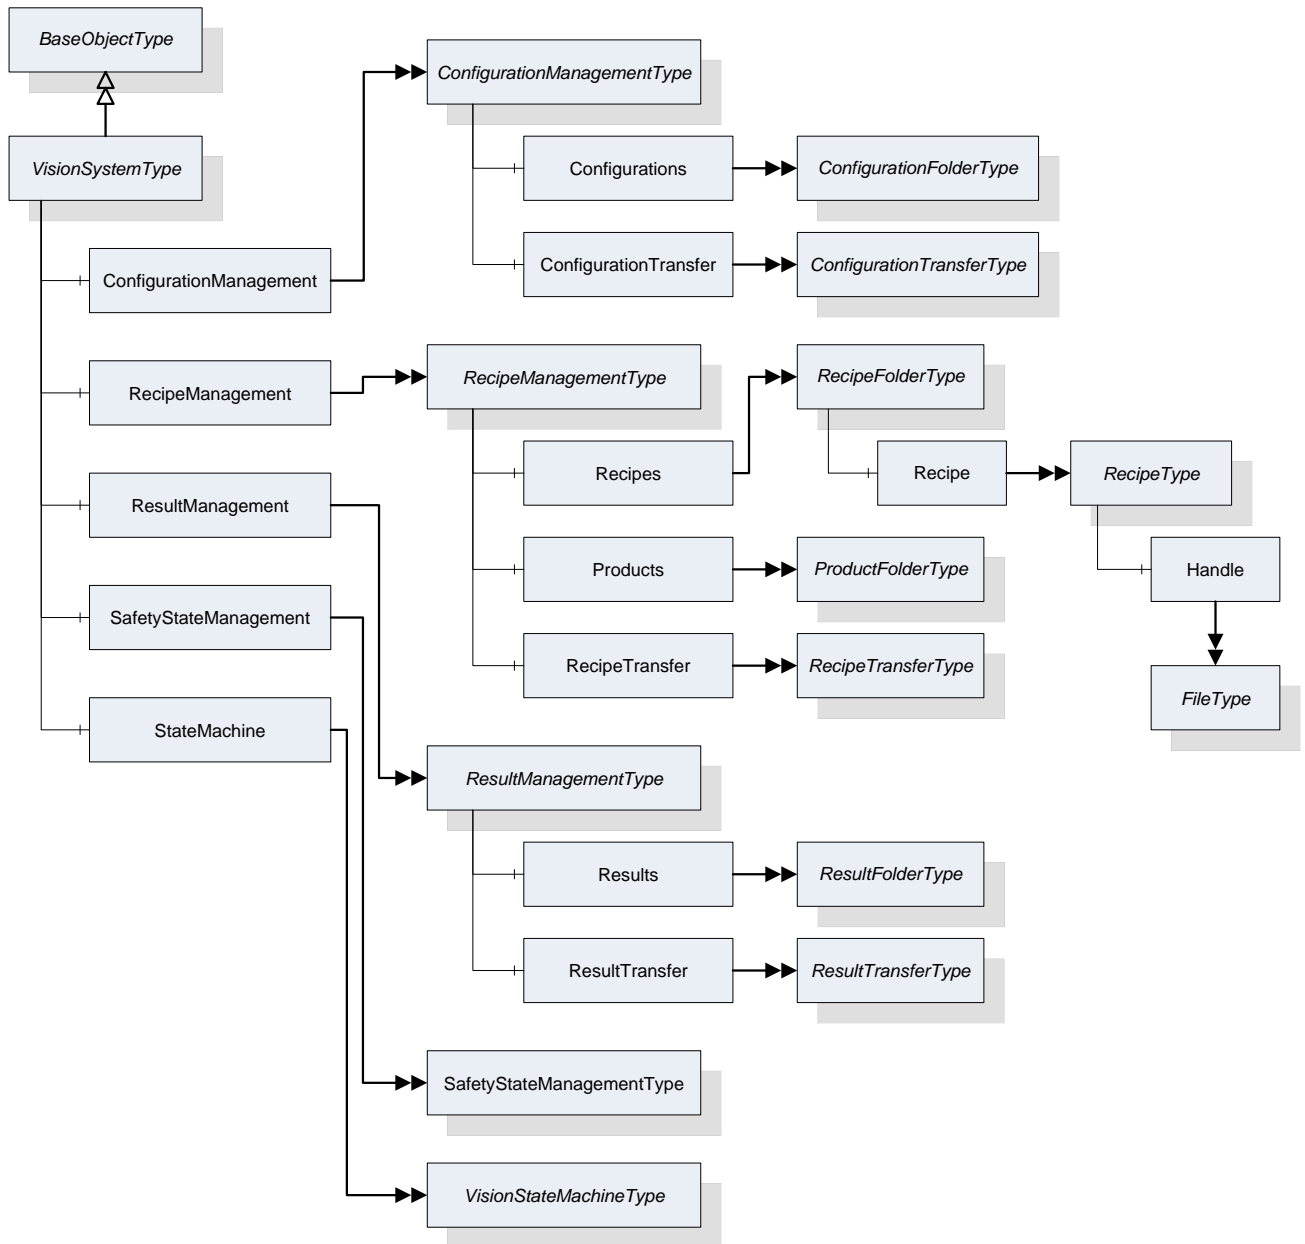 BaseObjectType
VisionSystemType
ConfigurationManagement
RecipeManagement
ResultManagement
SafetyStateManagement
StateMachine
ConfigurationManagementType
Configurations
ConfigurationFolderType
ConfigurationTransfer
ConfigurationTransferType
RecipeManagementType
Recipes
RecipeFolderType
Recipe
RecipeType
Handle
FileType
Products
ProductFolderType
RecipeTransfer
RecipeTransferType
ResultManagementType
Results
ResultFolderType
ResultTransfer
ResultTransferType
SafetyStateManagementType
VisionStateMachineType